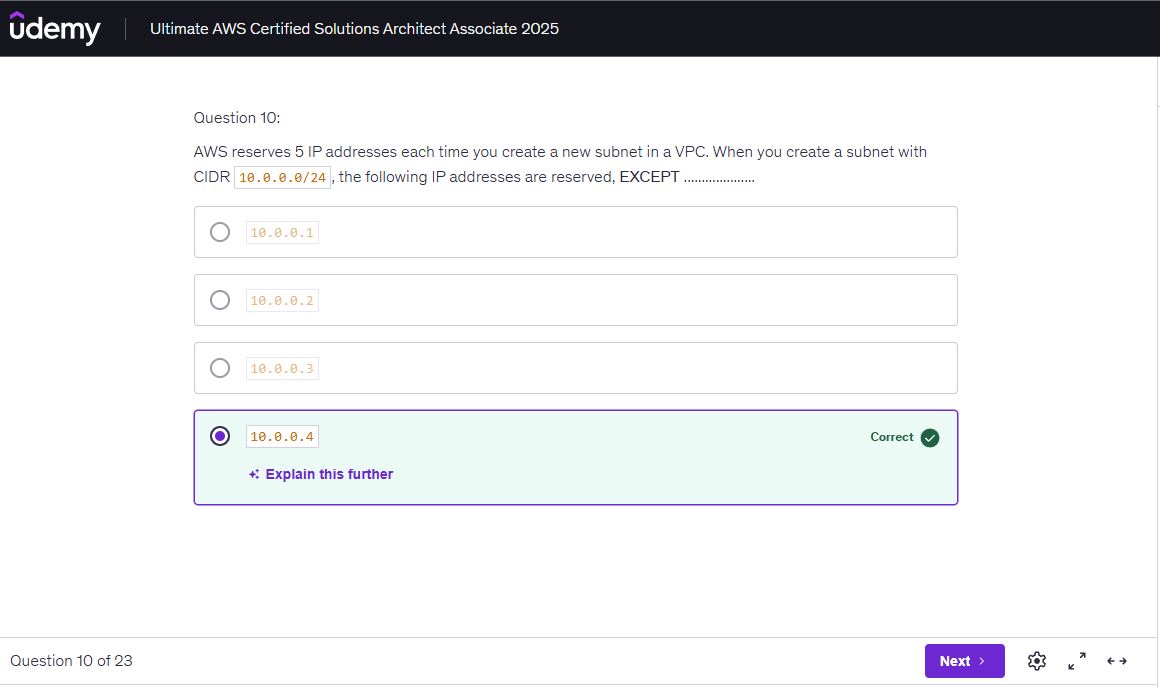 ûdemy
Ultimate AWS Certified Solutions Architect Associate 2025
Question 10:
AWS reserves 5 IP addresses each time you create a new subnet in a VPC. When you create a subnet with
CIDR 10.0.0.0/24, the following IP addresses are reserved, EXCEPT ....................
10.0.0.1
10.0.0.2
10.0.0.3
10.0.0.4
Correct
Explain this further
Question 10 of 23
Next